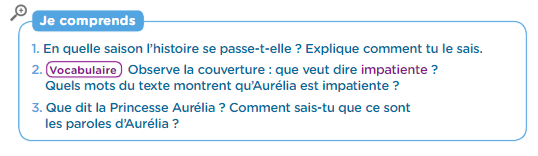 Je comprends
1. En quelle saison l'histoire se passe-t-elle ? Explique comment tu le sais.
2. Vocabulaire Observe la couverture : que veut dire impatiente ?
Quels mots du texte montrent qu'Aurélia est impatiente ?
3. Que dit la Princesse Aurélia ? Comment sais-tu que ce sont
les paroles d'Aurélia ?